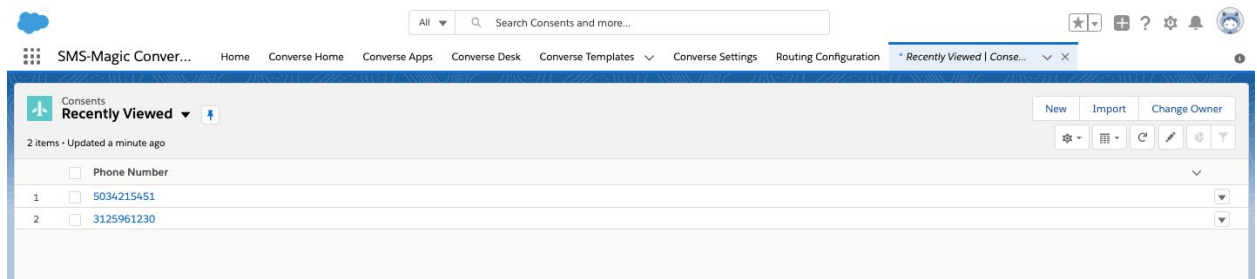 All Search Consents and more...
SMS-Magic Conver... Home Converse Home Converse Apps Converse Desk Converse Templates Converse Settings Routing Configuration * Recently Viewed | Conse...
Consents
Recently Viewed
New Import Change Owner
2 items • Updated a minute ago
Phone Number
1 5034215451
2 3125961230